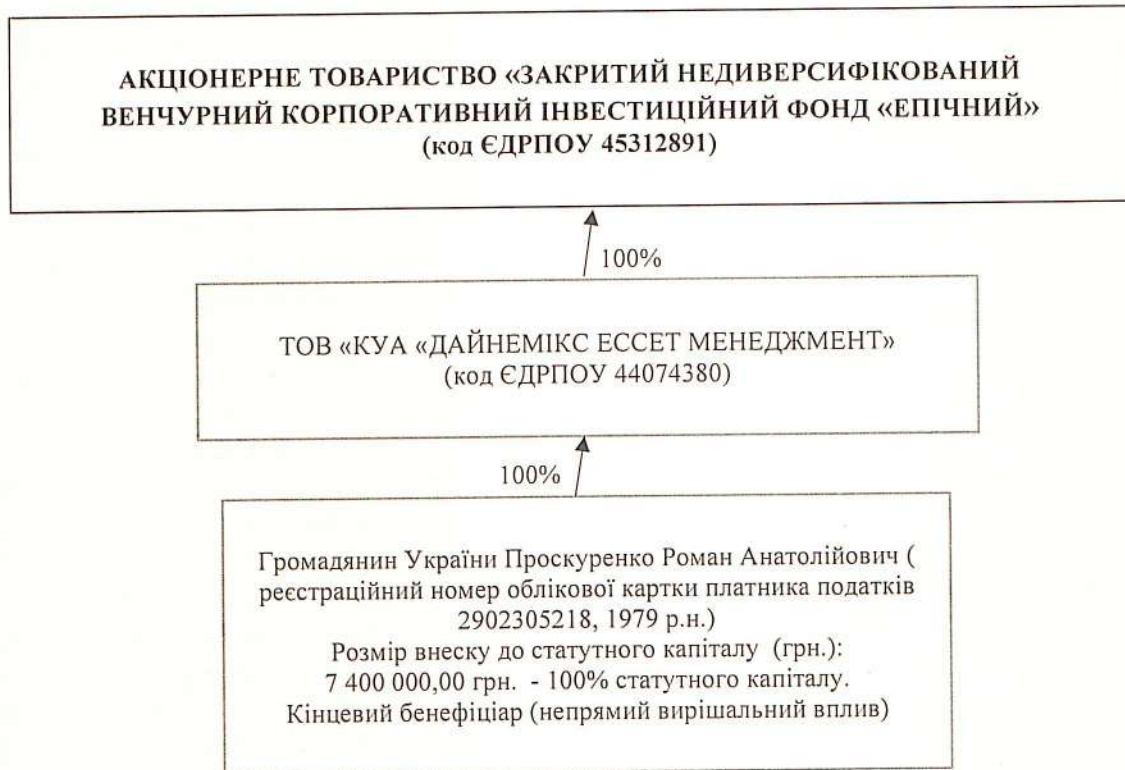 АКЦІОНЕРНЕ ТОВАРИСТВО «ЗАКРИТИЙ НЕДИВЕРСИФІКОВАНИЙ
ВЕНЧУРНИЙ КОРПОРАТИВНИЙ ІНВЕСТИЦІЙНИЙ ФОНД «ЕПІЧНИЙ»
(код ЄДРПОУ 45312891)
100%
ТОВ «КУА «ДАЙНЕМІКС ЕССЕТ МЕНЕДЖМЕНТ»
(код ЄДРПОУ 44074380)
100%
Громадянин України Проскуренко Роман Анатолійович (
реєстраційний номер облікової картки платника податків
2902305218, 1979 р.н.)
Розмір внеску до статутного капіталу (грн.):
7 400 000,00 грн. - 100% статутного капіталу.
Кінцевий бенефіціар (непрямий вирішальний вплив)